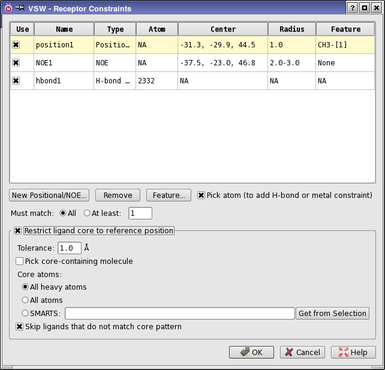 VSW - Receptor Constraints
Use Name Type Atom Center Radius Feature
position1 Positio... NA -31.3, -29.9, 44.5 1.0 CH3-[1]
NOE1 NOE NA -37.5, -23.0, 46.8 2.0-3.0 None
hbond1 H-bond ... 2332 NA NA NA
New Positional/NOE... Remove Feature... Pick atom (to add H-bond or metal constraint)
Must match: All At least: 1
Restrict ligand core to reference position
Tolerance: 1.0 Å
Pick core-containing molecule
Core atoms:
All heavy atoms
All atoms
SMARTS: Get from Selection
Skip ligands that do not match core pattern
OK Cancel Help